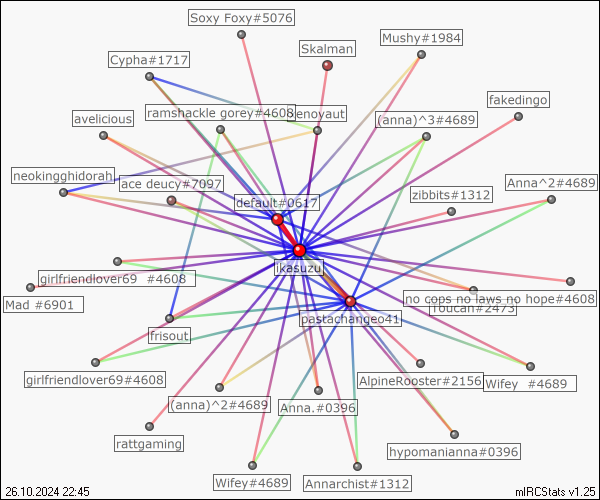 Soxy Foxy#5076
Mushy#1984
Skalman
Cypha#1717
fakedingo
ramshackle gorey#4608
enoyaut
avelicious
(anna)^3#4689
neokingghidorah
ace deucy#7097
Anna^2#4689
zibbits#1312
default#0617
ikasuzu
girlfriendlover69 #4608
Mad #6901
no cops no laws no hope#4608
Toucan#2473
pastachange041
frisout
girlfriendlover69#4608
AlpineRooster#2156
Wifey #4689
(anna)^2#4689
Anna.#0396
rattgaming
hypomanianna#0396
Wifey#4689
Annarchist#1312
26.10.2024 22:45
mIRCStats v1.25